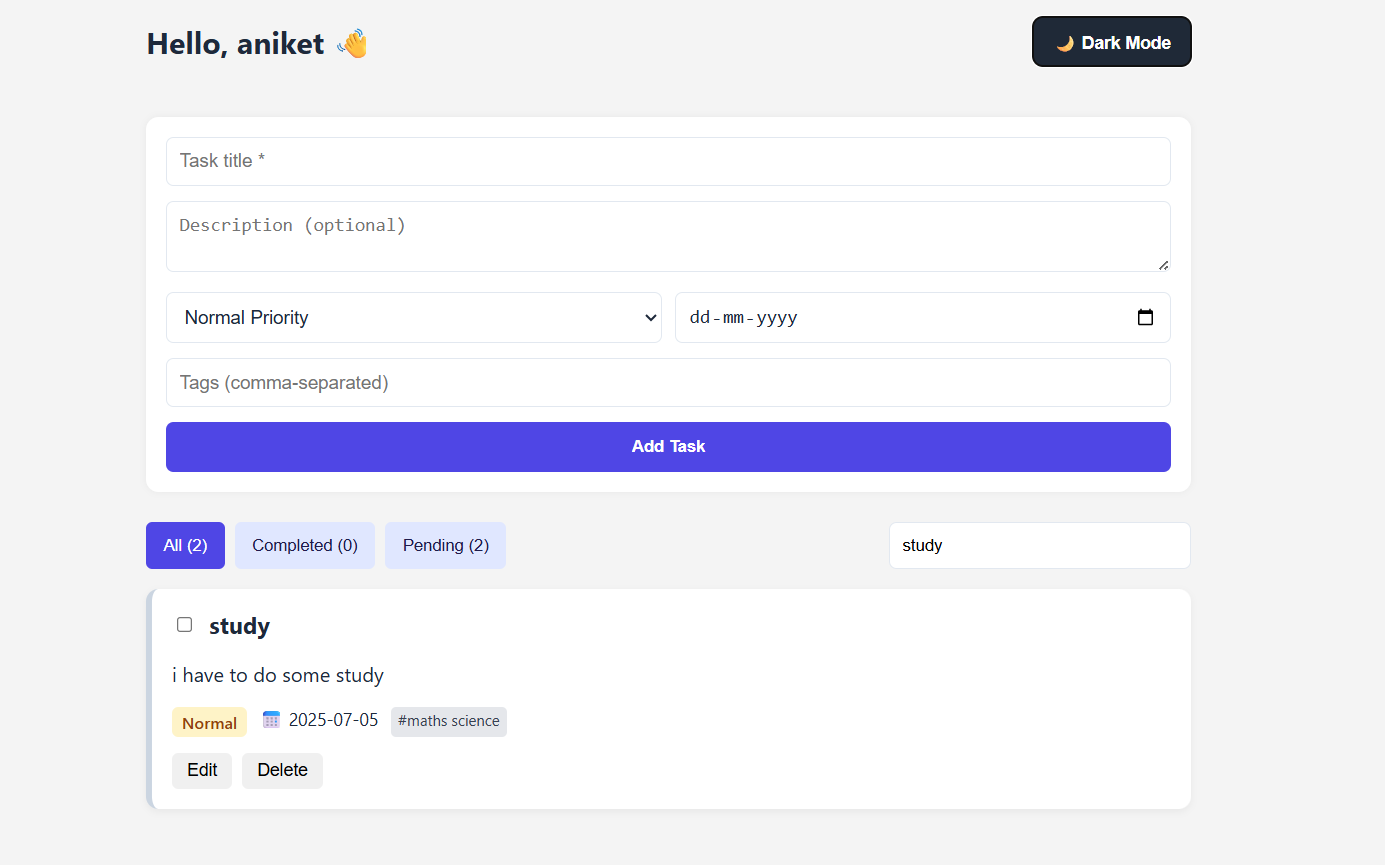 Hello, aniket 👋
🌙 Dark Mode
Task title *
Description (optional)
Normal Priority
dd-mm-yyyy
Tags (comma-separated)
Add Task
All (2) Completed (0) Pending (2) study
study
i have to do some study
Normal 📅 2025-07-05 #maths science
Edit Delete